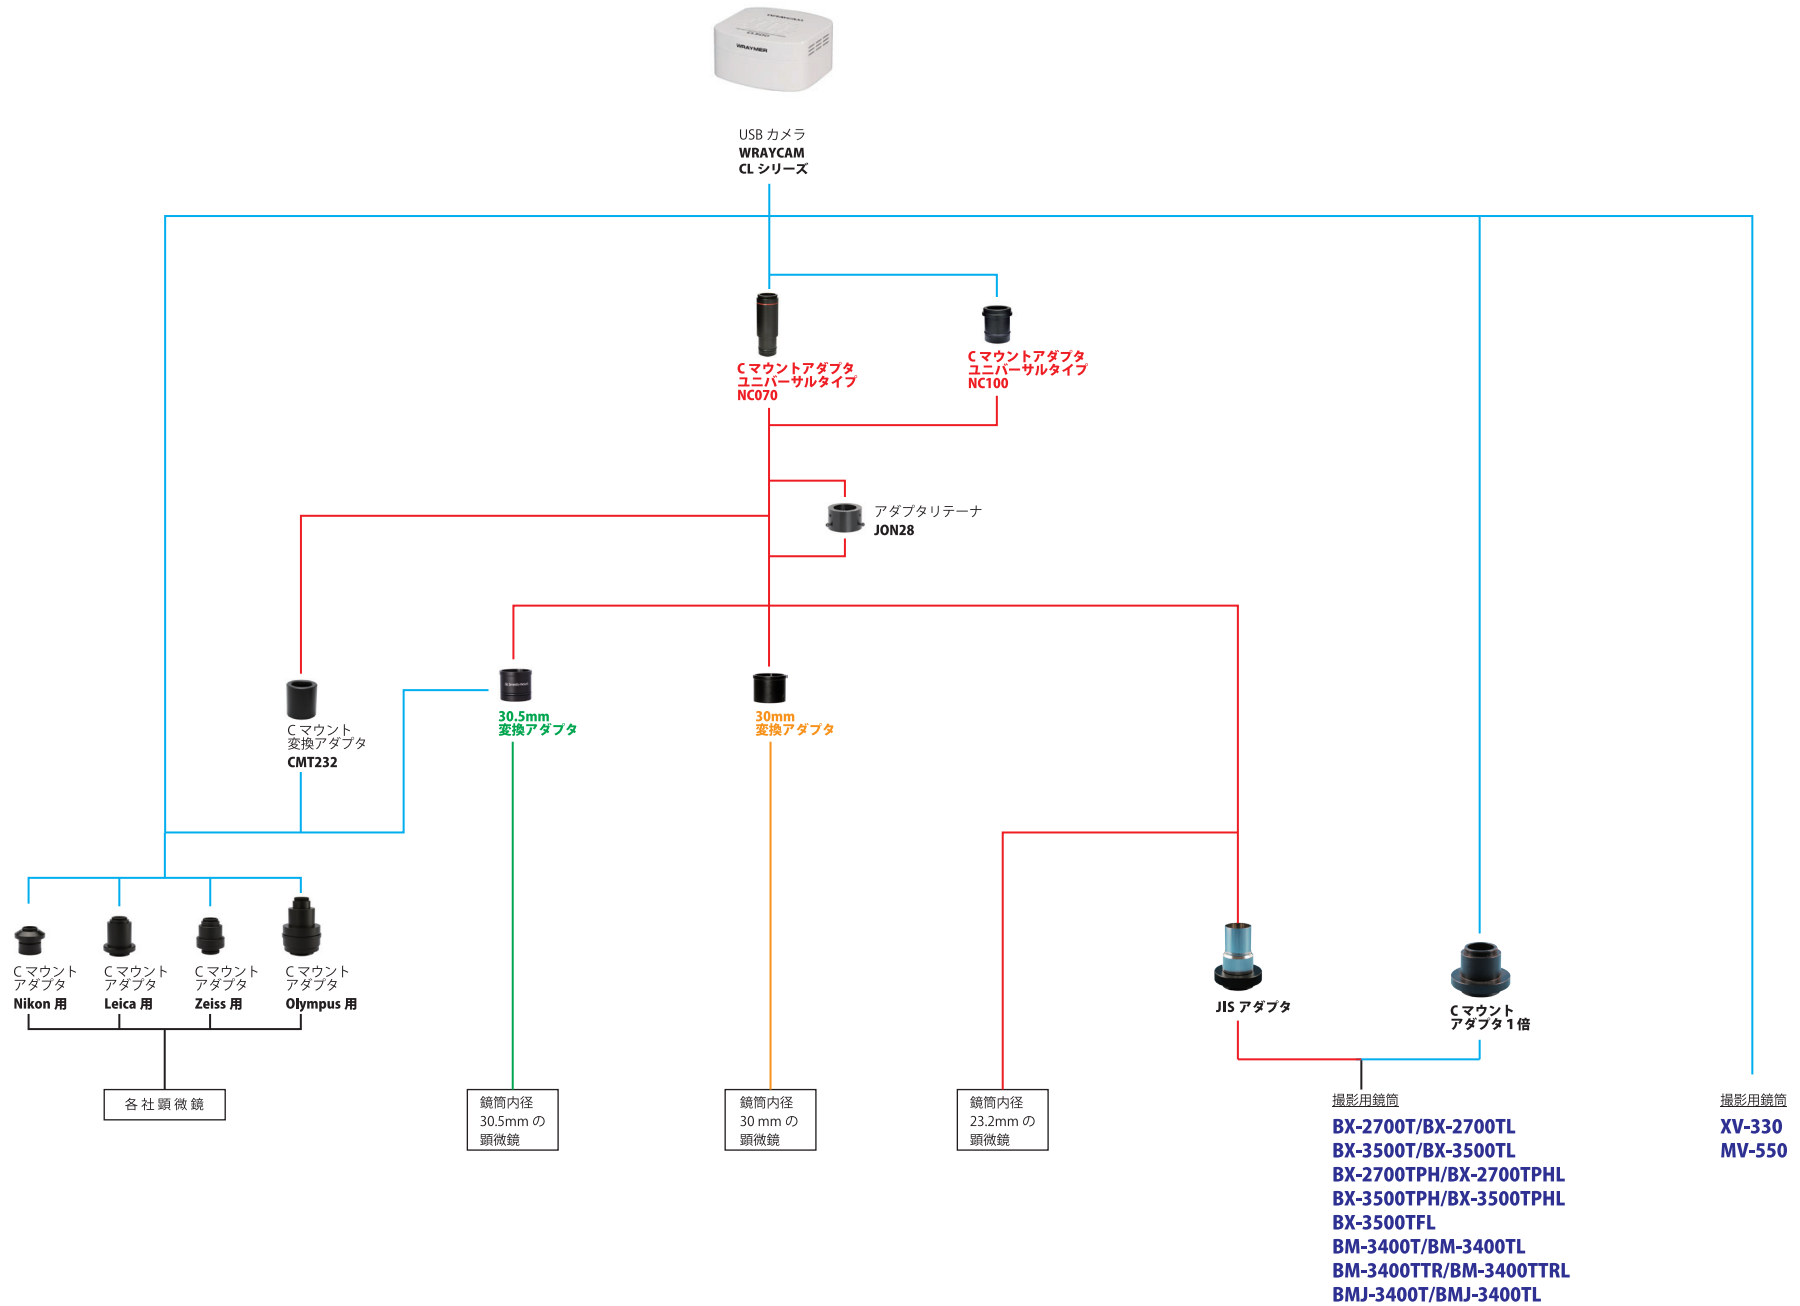 WRAYMER
USB カメラ
WRAYCAM
CL シリーズ
C マウントアダプタ
ユニバーサルタイプ
NC070
C マウントアダプタ
ユニバーサルタイプ
NC100
アダプタリテーナ
JON28
C マウント
変換アダプタ
CMT232
30.5mm
変換アダプタ
30mm
変換アダプタ
C マウント
アダプタ
Nikon 用
C マウント
アダプタ
Leica 用
C マウント
アダプタ
Zeiss 用
C マウント
アダプタ
Olympus 用
JIS アダプタ
C マウント
アダプタ 1 倍
各社顕微鏡
鏡筒内径
30.5mm の
顕微鏡
鏡筒内径
30 mm の
顕微鏡
鏡筒内径
23.2mm の
顕微鏡
撮影用鏡筒
BX-2700T/BX-2700TL
BX-3500T/BX-3500TL
BX-2700TPH/BX-2700TPHL
BX-3500TPH/BX-3500TPHL
BX-3500TFL
BM-3400T/BM-3400TL
BM-3400TTR/BM-3400TTRL
BMJ-3400T/BMJ-3400TL
撮影用鏡筒
XV-330
MV-550